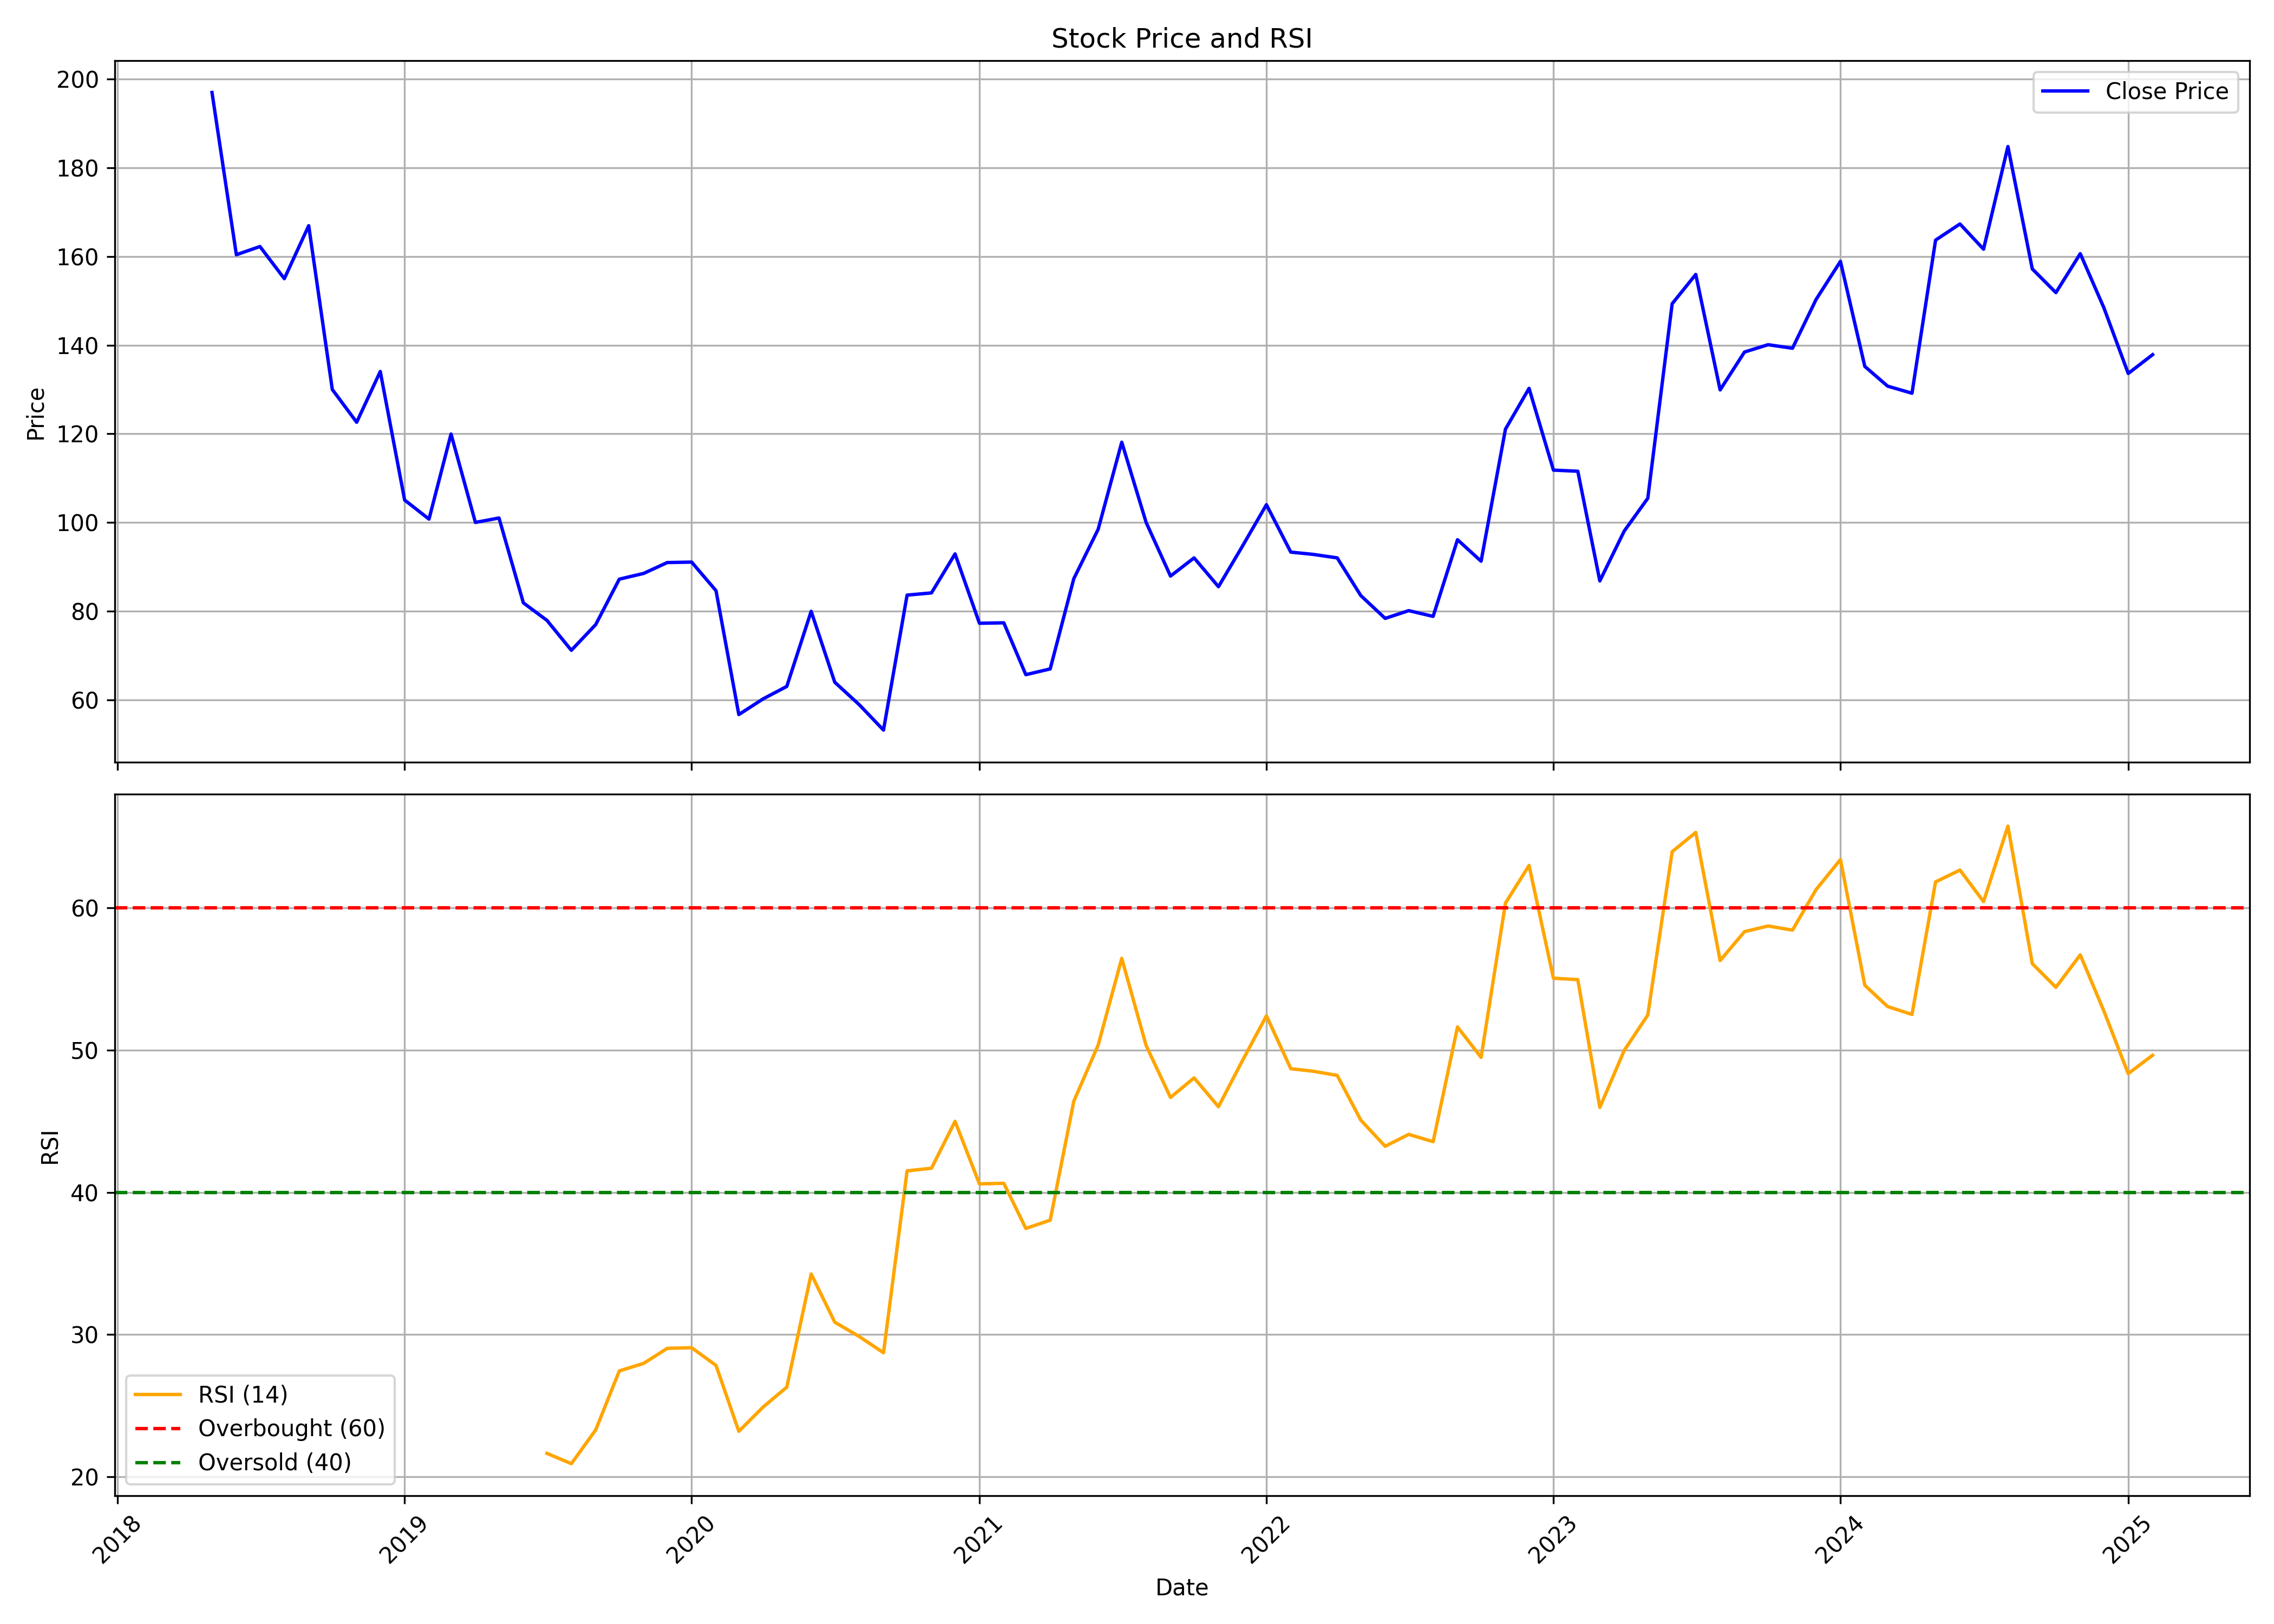 Stock Price and RSI
200
180
160
140
120
100
80
60
Price
Close Price
60
50
40
30
20
RSI
RSI (14)
Overbought (60)
Oversold (40)
2018
2019
2020
2021
2022
2023
2024
2025
Date